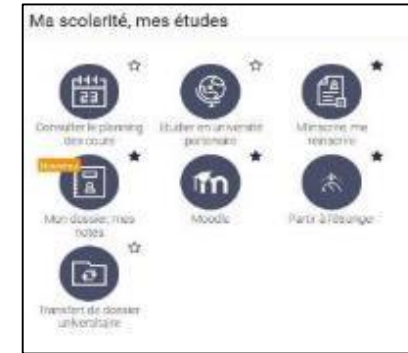 Ma scolarité, mes études
23
Consulter le planning
des cours
Etudier en université
partenaire
M'inscrire, me
réinscrire
Nouveau
Mon dossier, mes
notes
Moodle
Partir à l'étranger
Transfert de dossier
universitaire